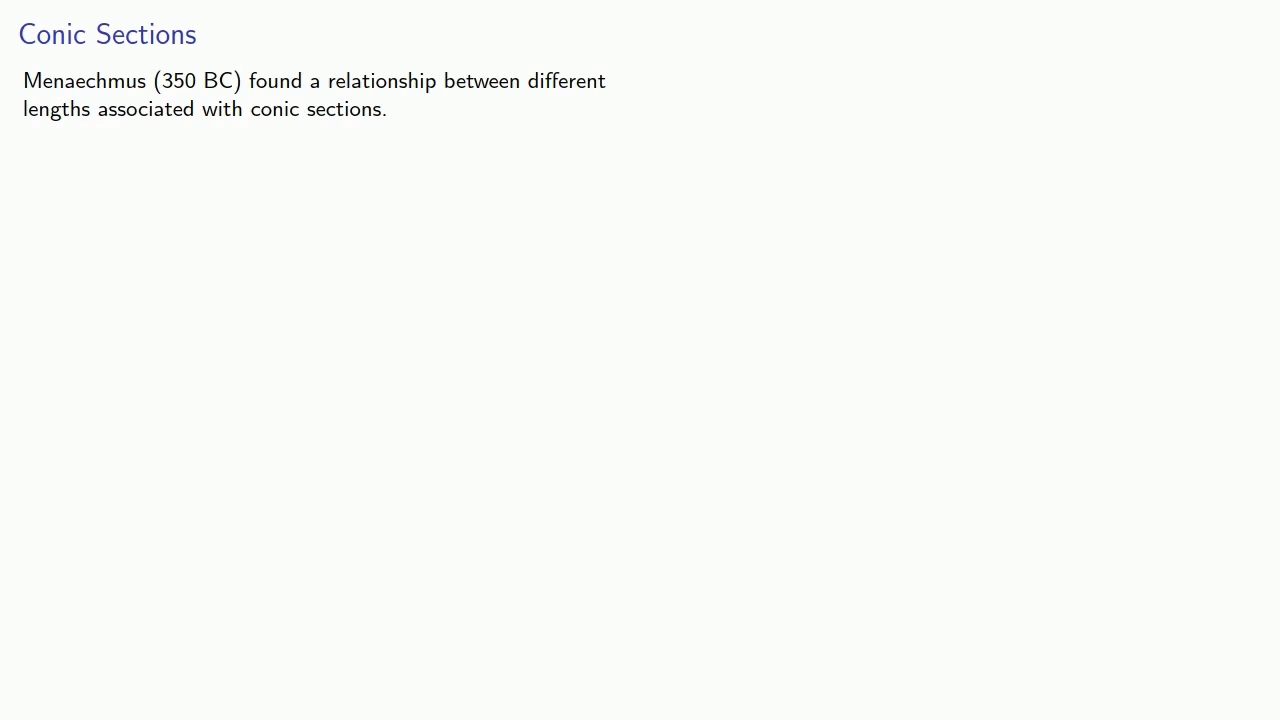 Conic Sections
Menaechmus (350 BC) found a relationship between different
lengths associated with conic sections.